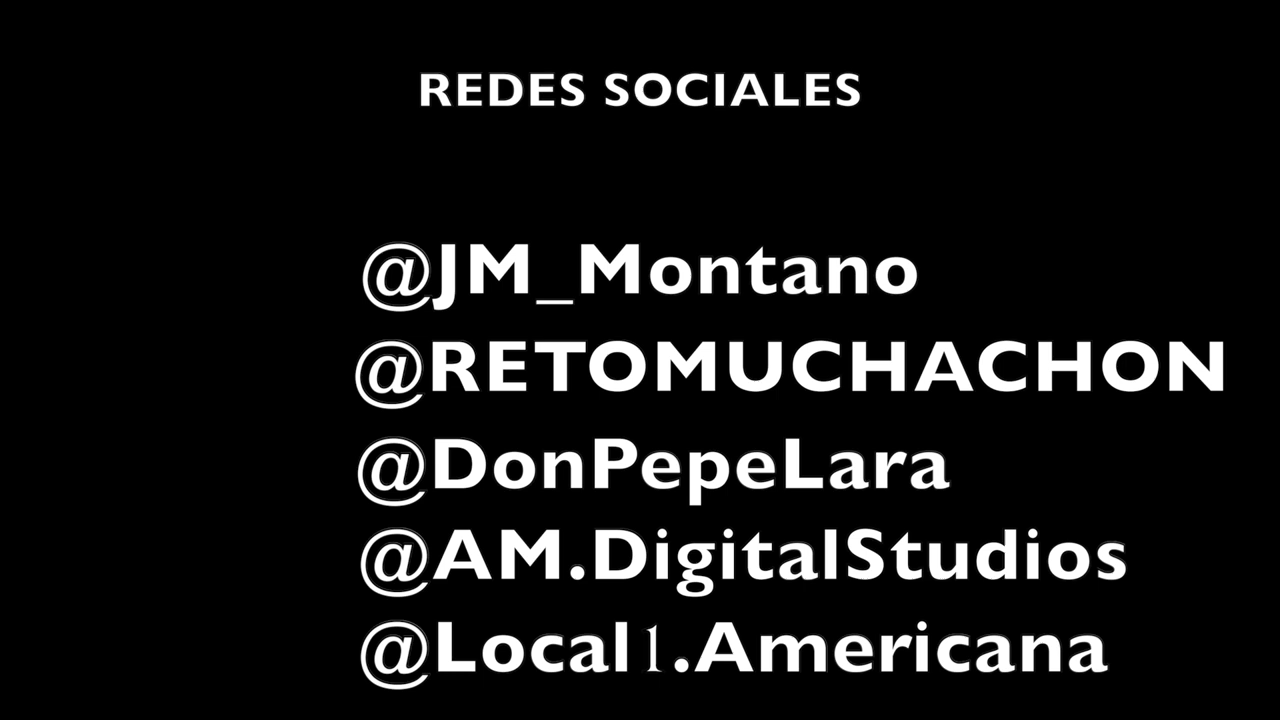 REDES SOCIALES
@JM_Montano
@RETOMUCHACHON
@DonPepeLara
@AM.DigitalStudios
@Local1.Americana